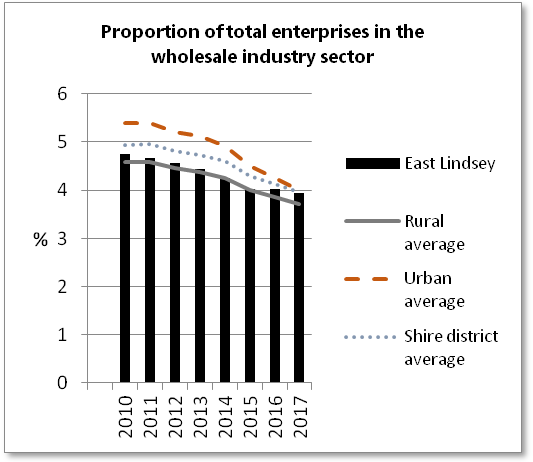 Proportion of total enterprises in the
wholesale industry sector
6
5
4
3
2
1
0
%
2010
2011
2012
2013
2014
2015
2016
2017
East Lindsey
Rural
average
Urban
average
Shire district
average